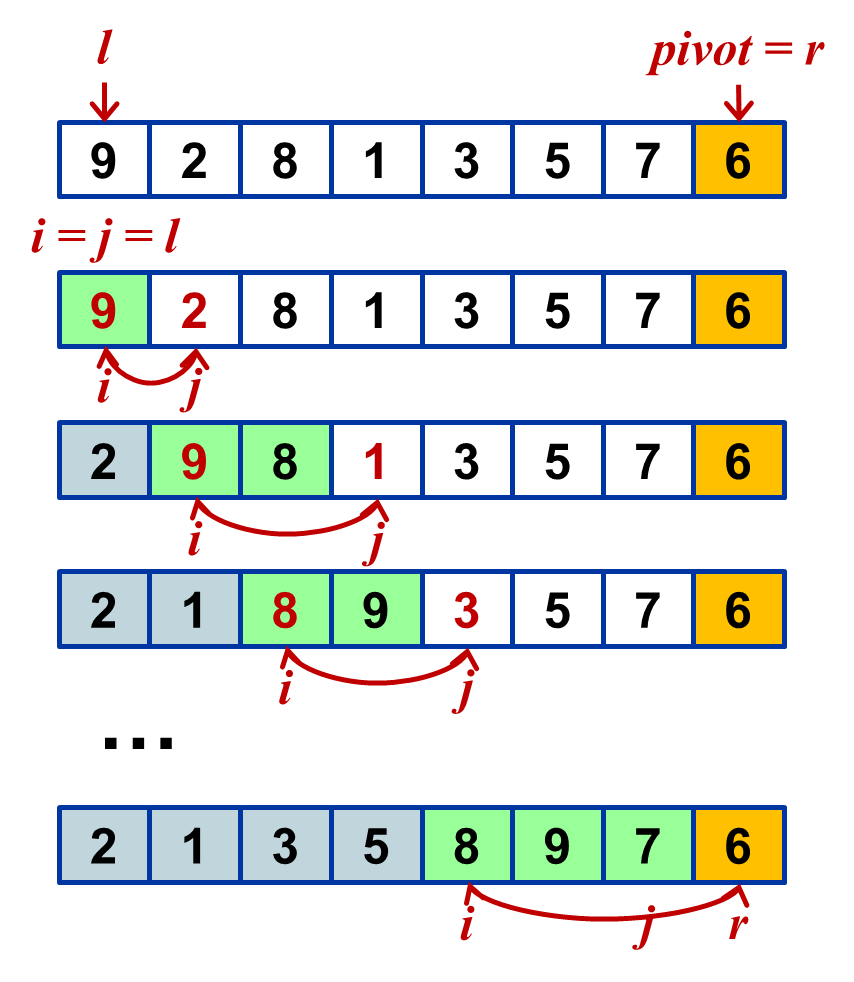 l pivot = r
9 2 8 1 3 5 7 6
i = j = l
9 2 8 1 3 5 7 6
i j
2 9 8 1 3 5 7 6
i j
2 1 8 9 3 5 7 6
i j
...
2 1 3 5 8 9 7 6
i j r